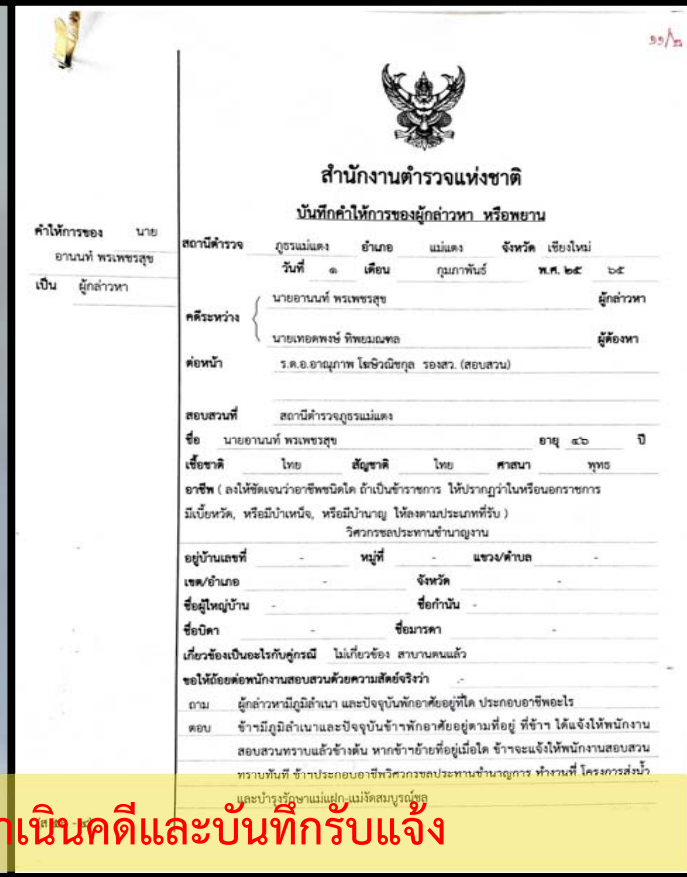 ๑๑/๒
สำนักงานตำรวจแห่งชาติ
บันทึกคำให้การของผู้กล่าวหา หรือพยาน
คำให้การของ นาย
อานนท์ พรเพชรสุข
เป็น ผู้กล่าวหา
สถานีตำรวจ ภูธรแม่แตง อำเภอ แม่แตง จังหวัด เชียงใหม่
วันที่ ๑ เดือน กุมภาพันธ์ พ.ศ. ๒๕ ๖๕
นายอานนท์ พรเพชรสุข ผู้กล่าวหา
คดีระหว่าง
นายเทอดพงษ์ ทิพยมณฑล ผู้ต้องหา
ต่อหน้า ร.ต.อ.อาณุภาพ โฆษิวณิชกุล รองสว. (สอบสวน)
สอบสวนที่ สถานีตำรวจภูธรแม่แตง
ชื่อ นายอานนท์ พรเพชรสุข อายุ ๔๖ ปี
เชื้อชาติ ไทย สัญชาติ ไทย ศาสนา พุทธ
อาชีพ ( ลงให้ชัดเจนว่าอาชีพชนิดใด ถ้าเป็นข้าราชการ ให้ปรากฏว่าในหรือนอกราชการ
มีเบี้ยหวัด, หรือมีบำเหน็จ, หรือมีบำนาญ ให้ลงตามประเภทที่รับ )
วิศวกรชลประทานชำนาญงาน
อยู่บ้านเลขที่ - หมู่ที่ - แขวง/ตำบล -
เขต/อำเภอ - จังหวัด -
ชื่อผู้ใหญ่บ้าน - ชื่อกำนัน -
ชื่อบิดา - ชื่อมารดา -
เกี่ยวข้องเป็นอะไรกับคู่กรณี ไม่เกี่ยวข้อง สาบานตนแล้ว
ขอให้ถ้อยต่อพนักงานสอบสวนด้วยความสัตย์จริงว่า .-
ถาม ผู้กล่าวหามีภูมิลำเนา และปัจจุบันพักอาศัยอยู่ที่ใด ประกอบอาชีพอะไร
ตอบ ข้าฯมีภูมิลำเนาและปัจจุบันข้าฯพักอาศัยอยู่ตามที่อยู่ ที่ข้าฯ ได้แจ้งให้พนักงาน
สอบสวนทราบแล้วข้างต้น หากข้าฯย้ายที่อยู่เมื่อใด ข้าฯจะแจ้งให้พนักงานสอบสวน
ทราบทันที ข้าฯประกอบอาชีพวิศวกรชลประทานชำนาญการ ทำงานที่ โครงการส่งน้ำ
และบำรุงรักษาแม่แฝก-แม่งัดสมบูรณ์ชล
เนินคดีและบันทึกรับแจ้ง